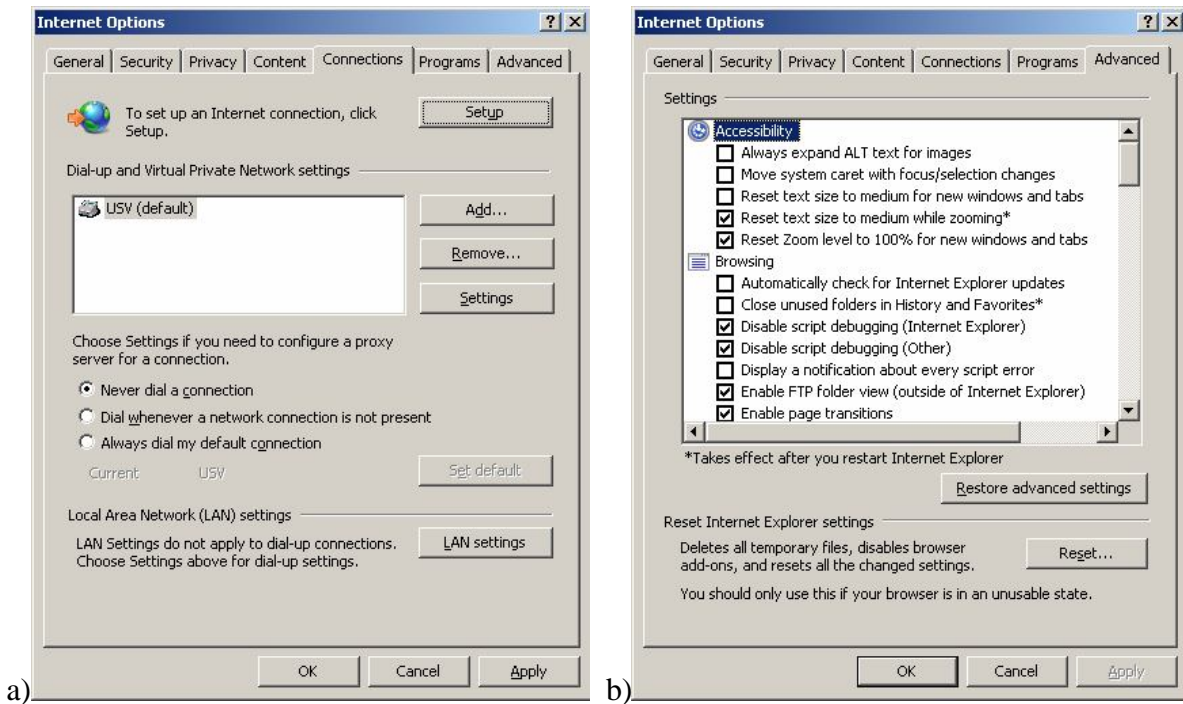 Internet Options
General Security Privacy Content Connections Programs Advanced
To set up an Internet connection, click
Setup.
Setup
Dial-up and Virtual Private Network settings
USV (default)
Add...
Remove...
Settings
Choose Settings if you need to configure a proxy
server for a connection.
Never dial a connection
Dial whenever a network connection is not present
Always dial my default connection
Current USV
Set default
Local Area Network (LAN) settings
LAN Settings do not apply to dial-up connections.
Choose Settings above for dial-up settings.
LAN settings
OK Cancel Apply
a)
Internet Options
General Security Privacy Content Connections Programs Advanced
Settings
Accessibility
Always expand ALT text for images
Move system caret with focus/selection changes
Reset text size to medium for new windows and tabs
Reset text size to medium while zooming*
Reset Zoom level to 100% for new windows and tabs
Browsing
Automatically check for Internet Explorer updates
Close unused folders in History and Favorites*
Disable script debugging (Internet Explorer)
Disable script debugging (Other)
Display a notification about every script error
Enable FTP folder view (outside of Internet Explorer)
Enable page transitions
*Takes effect after you restart Internet Explorer
Restore advanced settings
Reset Internet Explorer settings
Deletes all temporary files, disables browser
add-ons, and resets all the changed settings.
Reset...
You should only use this if your browser is in an unusable state.
OK Cancel Apply
b)